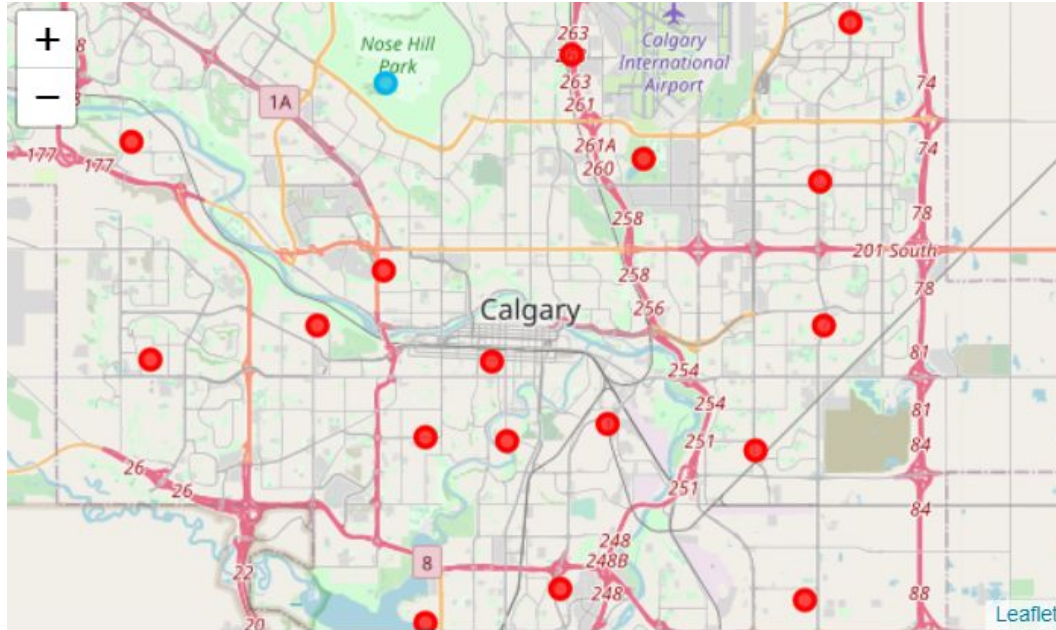 +
−
Nose Hill
Park
1A
263
263
261
261A
260
Calgary
International
Airport
74
74
78
177
177
258
258
256
201 South
78
Calgary
254
254
251
251
81
81
84
84
26
26
22
20
8
248
248B
248
88
Leaflet